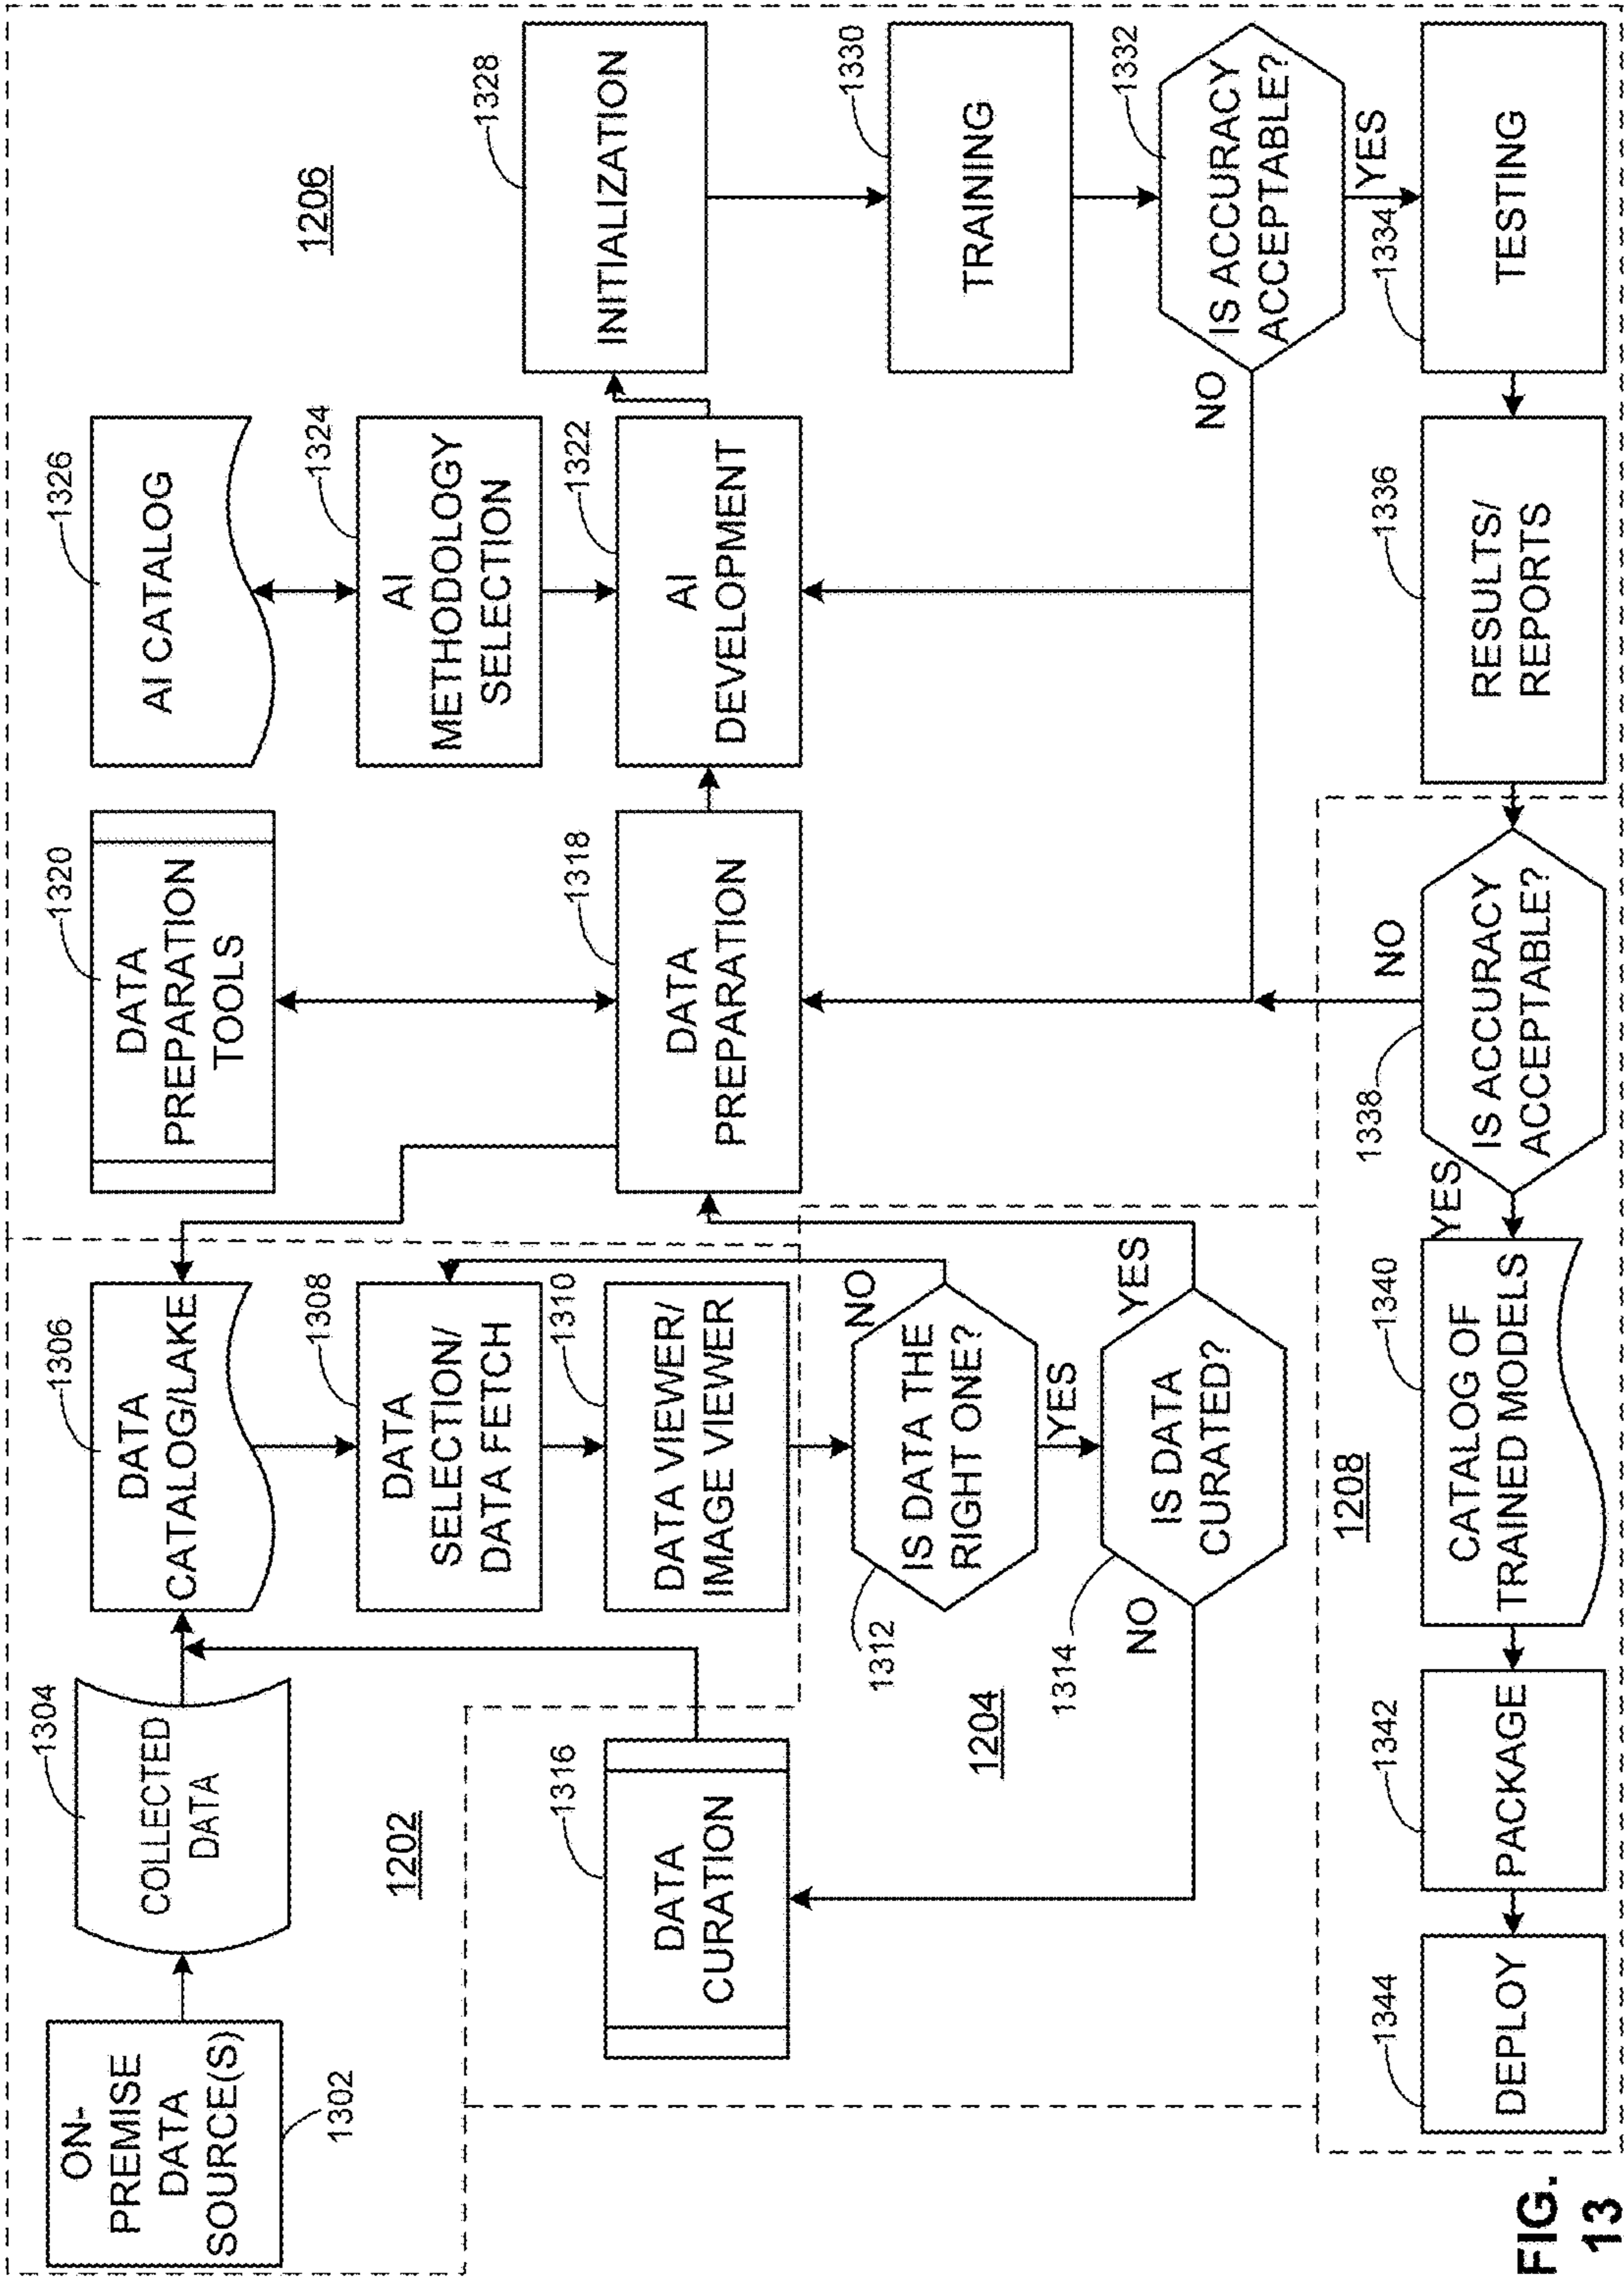 ON-
PREMISE
DATA
SOURCE(S)
1302
COLLECTED
DATA
1304
1202
DATA
CATALOG/LAKE
1306
DATA
SELECTION/
DATA FETCH
1308
DATA VIEWER/
IMAGE VIEWER
1310
IS DATA THE
RIGHT ONE?
1312
NO
YES
IS DATA
CURATED?
1314
NO
YES
DATA
CURATION
1316
1204
DATA
PREPARATION
TOOLS
1320
DATA
PREPARATION
1318
AI CATALOG
1326
AI
METHODOLOGY
SELECTION
1324
AI
DEVELOPMENT
1322
1206
INITIALIZATION
1328
TRAINING
1330
IS ACCURACY
ACCEPTABLE?
1332
NO
YES
TESTING
1334
RESULTS/
REPORTS
1336
IS ACCURACY
ACCEPTABLE?
1338
NO
YES
CATALOG OF
TRAINED MODELS
1340
1208
PACKAGE
1342
DEPLOY
1344
FIG.
13